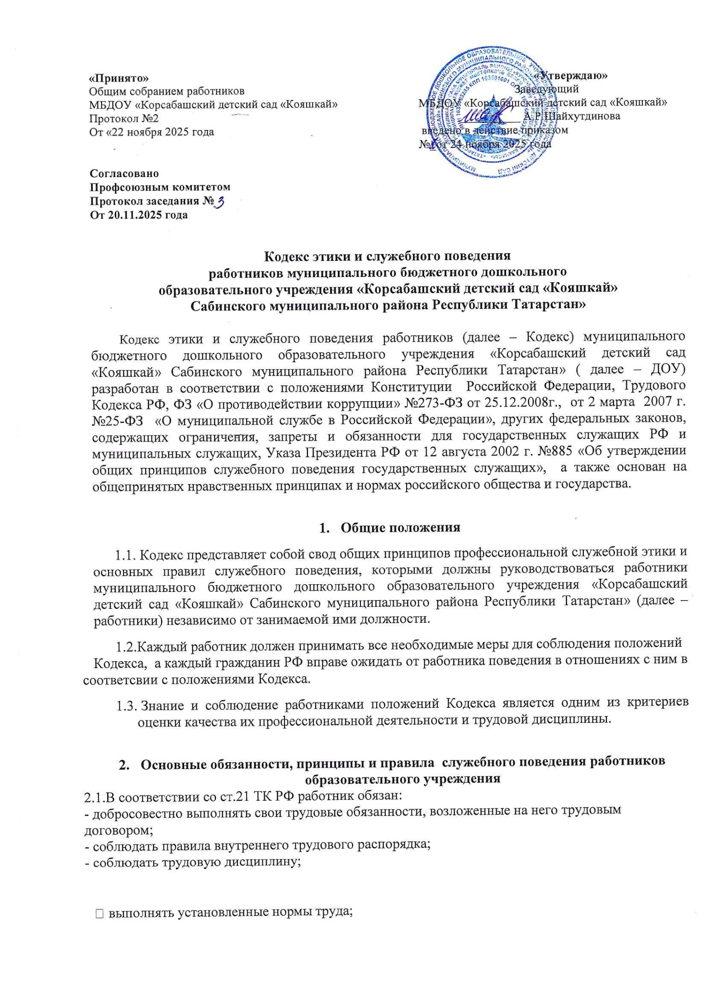 «Принято»
Общим собранием работников
МБДОУ «Корсабашский детский сад «Кояшкай»
Протокол №2
От «22 ноября 2025 года
«Утверждаю»
Заведующий
МБДОУ «Корсабашский детский сад «Кояшкай»
А.Р.Шайхутдинова
введено в действие приказом
№ от 24 ноября 2025 года
Согласовано
Профсоюзным комитетом
Протокол заседания № 3
От 20.11.2025 года
Кодекс этики и служебного поведения
работников муниципального бюджетного дошкольного
образовательного учреждения «Корсабашский детский сад «Кояшкай»
Сабинского муниципального района Республики Татарстан»
Кодекс этики и служебного поведения работников (далее – Кодекс) муниципального
бюджетного дошкольного образовательного учреждения «Корсабашский детский сад
«Кояшкай» Сабинского муниципального района Республики Татарстан» ( далее – ДОУ)
разработан в соответствии с положениями Конституции Российской Федерации, Трудового
Кодекса РФ, ФЗ «О противодействии коррупции» №273-ФЗ от 25.12.2008г., от 2 марта 2007 г.
№25-ФЗ «О муниципальной службе в Российской Федерации», других федеральных законов,
содержащих ограничения, запреты и обязанности для государственных служащих РФ и
муниципальных служащих, Указа Президента РФ от 12 августа 2002 г. №885 «Об утверждении
общих принципов служебного поведения государственных служащих», а также основан на
общепринятых нравственных принципах и нормах российского общества и государства.
1. Общие положения
1.1. Кодекс представляет собой свод общих принципов профессиональной служебной этики и
основных правил служебного поведения, которыми должны руководствоваться работники
муниципального бюджетного дошкольного образовательного учреждения «Корсабашский
детский сад «Кояшкай» Сабинского муниципального района Республики Татарстан» (далее –
работники) независимо от занимаемой ими должности.
1.2.Каждый работник должен принимать все необходимые меры для соблюдения положений
Кодекса, а каждый гражданин РФ вправе ожидать от работника поведения в отношениях с ним в
соответсвии с положениями Кодекса.
1.3. Знание и соблюдение работниками положений Кодекса является одним из критериев
оценки качества их профессиональной деятельности и трудовой дисциплины.
2. Основные обязанности, принципы и правила служебного поведения работников
образовательного учреждения
2.1.В соответствии со ст.21 ТК РФ работник обязан:
- добросовестно выполнять свои трудовые обязанности, возложенные на него трудовым
договором;
- соблюдать правила внутреннего трудового распорядка;
- соблюдать трудовую дисциплину;
выполнять установленные нормы труда;